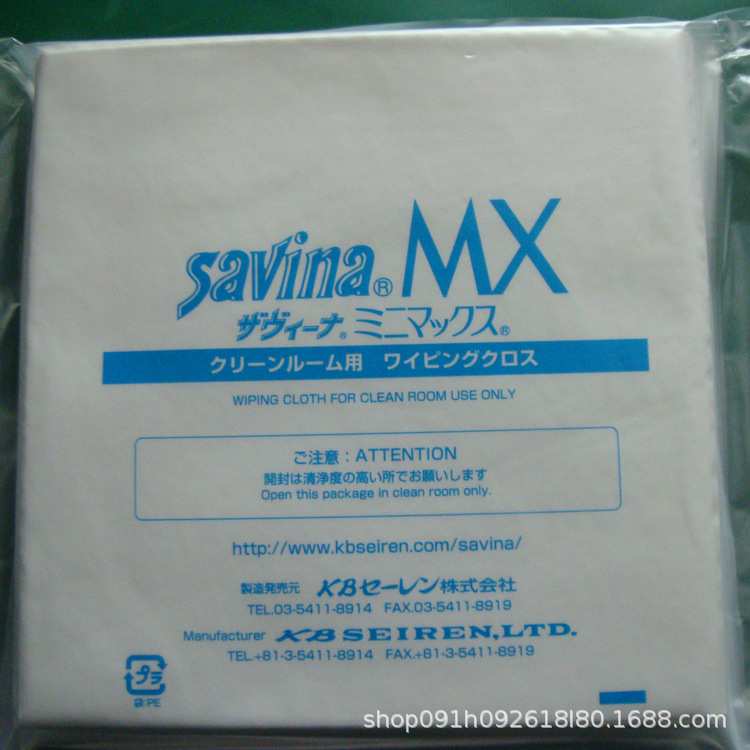 savina® MX
ザヴィーナ® ミニマックス®
クリーンルーム用 ワイピングクロス
WIPING CLOTH FOR CLEAN ROOM USE ONLY
ご注意：ATTENTION
開封は清浄度の高い所でお願いします
Open this package in clean room only.
http://www.kbseiren.com/savina/
製造発売元 KBセーレン株式会社
TEL.03-5411-8914 FAX.03-5411-8919
Manufacturer KB SEIREN,LTD.
TEL.+81-3-5411-8914 FAX.+81-3-5411-8919
プラ
袋:PE
shop091h092618l80.1688.com